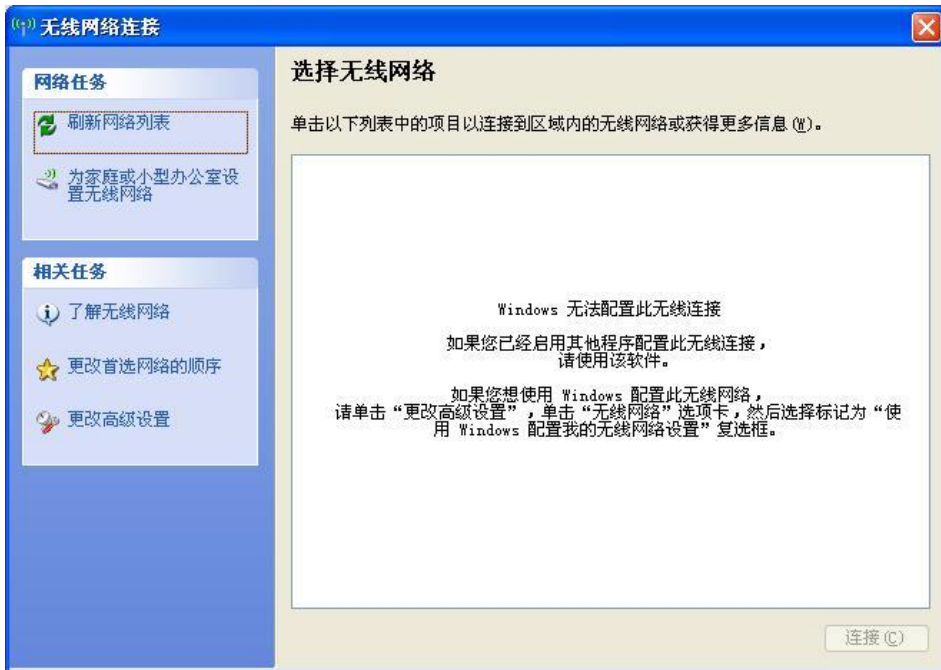 无线网络连接
网络任务
刷新网络列表
为家庭或小型办公室设
置无线网络
相关任务
了解无线网络
更改首选网络的顺序
更改高级设置
选择无线网络
单击以下列表中的项目以连接到区域内的无线网络或获得更多信息(W)。
Windows 无法配置此无线连接
如果您已经启用其他程序配置此无线连接，
请使用该软件。
如果您想使用 Windows 配置此无线网络，
请单击“更改高级设置”，单击“无线网络”选项卡，然后选择标记为“使
用 Windows 配置我的无线网络设置”复选框。
连接(C)